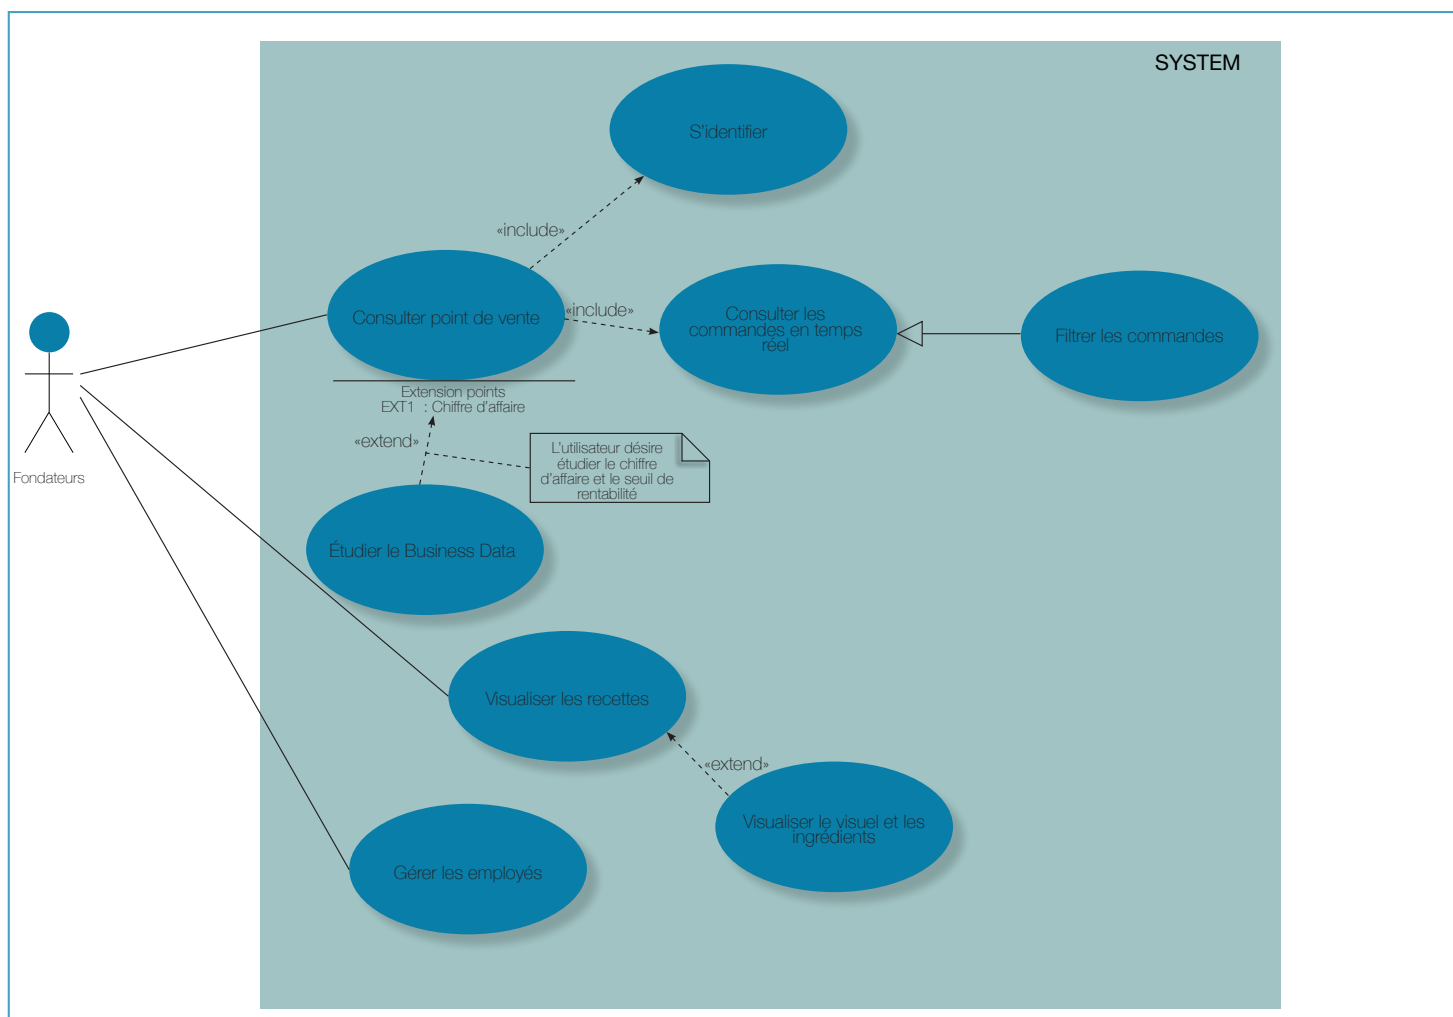 SYSTEM
S'identifier
«include»
Consulter point de vente
«include»
Consulter les
commandes en temps
réel
Filtrer les commandes
Extension points
EXT1 : Chiffre d'affaire
«extend»
L'utilisateur désire
étudier le chiffre
d'affaire et le seuil de
rentabilité
Fondateurs
Étudier le Business Data
Visualiser les recettes
«extend»
Visualiser le visuel et les
ingrédients
Gérer les employés